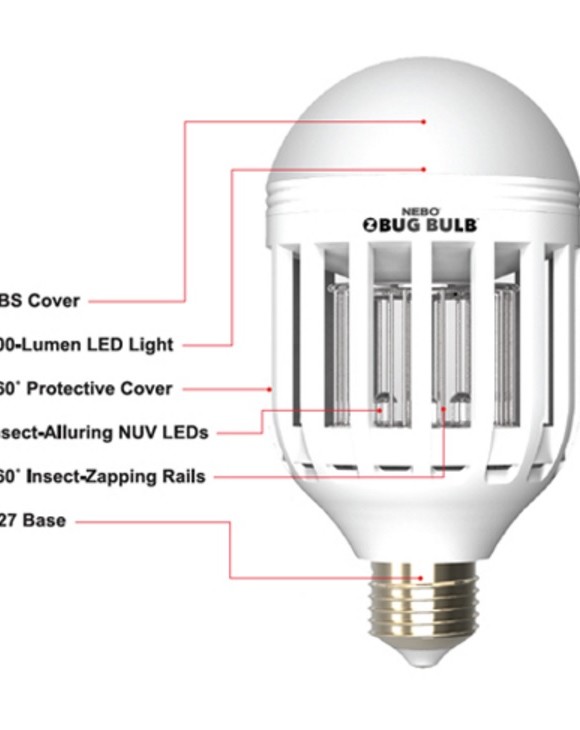 NEBO
ZBUG BULB
BS Cover
00-Lumen LED Light
60° Protective Cover
sect-Alluring NUV LEDs
60° Insect-Zapping Rails
27 Base